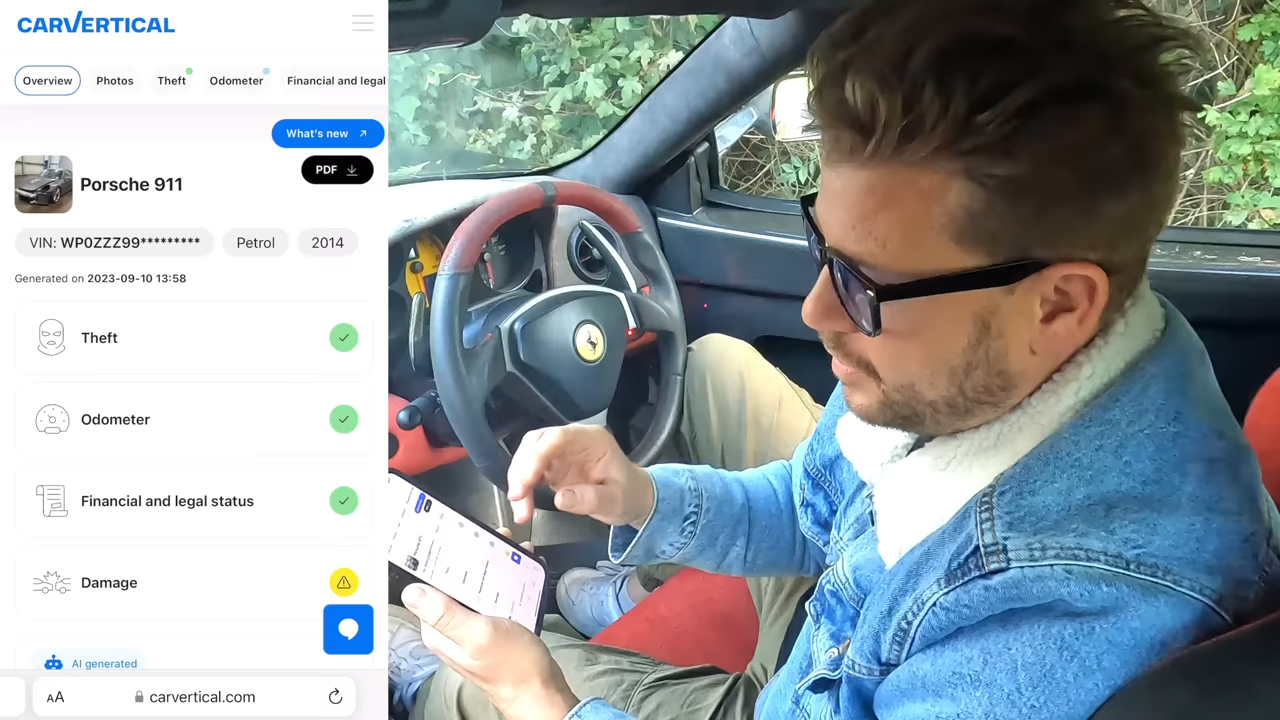 CARVERTICAL
Overview Photos Theft Odometer Financial and legal
What's new
PDF
Porsche 911
VIN: WP0ZZZ99********* Petrol 2014
Generated on 2023-09-10 13:58
Theft
Odometer
Financial and legal status
Damage
AI generated
AA carvertical.com